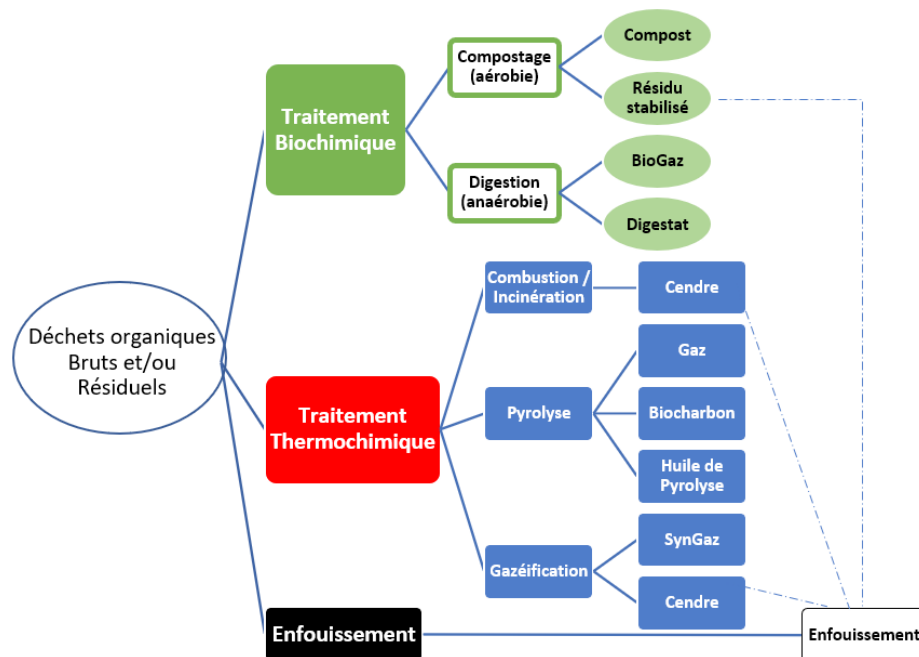 Déchets organiques
Bruts et/ou
Résiduels
Traitement
Biochimique
Compostage
(aérobie)
Compost
Résidu
stabilisé
Digestion
(anaérobie)
BioGaz
Digestat
Traitement
Thermochimique
Combustion /
Incinération
Cendre
Pyrolyse
Gaz
Biocharbon
Huile de
Pyrolyse
Gazéification
SynGaz
Cendre
Enfouissement
Enfouissement